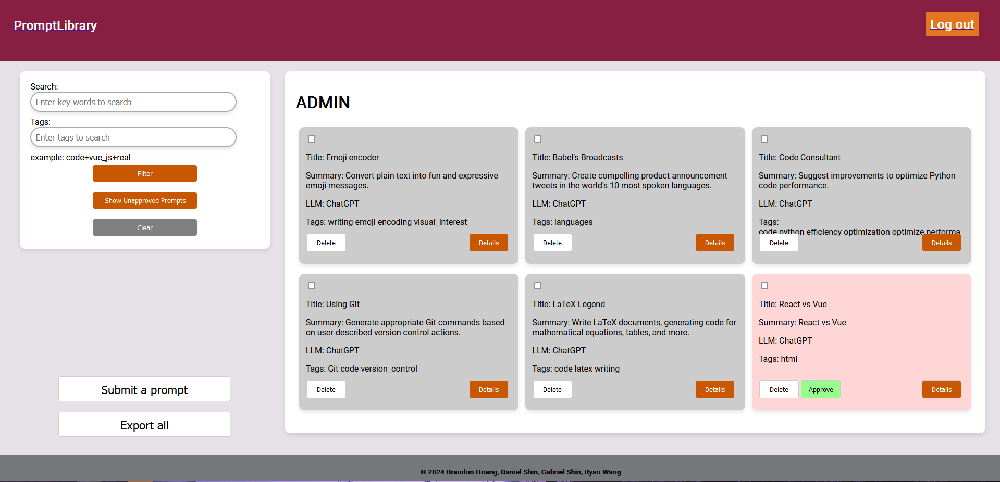 PromptLibrary
Log out
Search:
Enter key words to search
Tags:
Enter tags to search
example: code+vue_js+real
Filter
Show Unapproved Prompts
Clear
Submit a prompt
Export all
ADMIN
Title: Emoji encoder
Summary: Convert plain text into fun and expressive
emoji messages.
LLM: ChatGPT
Tags: writing emoji encoding visual_interest
Delete
Details
Title: Babel's Broadcasts
Summary: Create compelling product announcement
tweets in the world's 10 most spoken languages.
LLM: ChatGPT
Tags: languages
Delete
Details
Title: Code Consultant
Summary: Suggest improvements to optimize Python
code performance.
LLM: ChatGPT
Tags:
code python efficiency optimization optimize performa
Delete
Details
Title: Using Git
Summary: Generate appropriate Git commands based
on user-described version control actions.
LLM: ChatGPT
Tags: Git code version_control
Delete
Details
Title: LaTeX Legend
Summary: Write LaTeX documents, generating code for
mathematical equations, tables, and more.
LLM: ChatGPT
Tags: code latex writing
Delete
Details
Title: React vs Vue
Summary: React vs Vue
LLM: ChatGPT
Tags: html
Delete
Approve
Details
© 2024 Brandon Hoang, Daniel Shin, Gabriel Shin, Ryan Wang